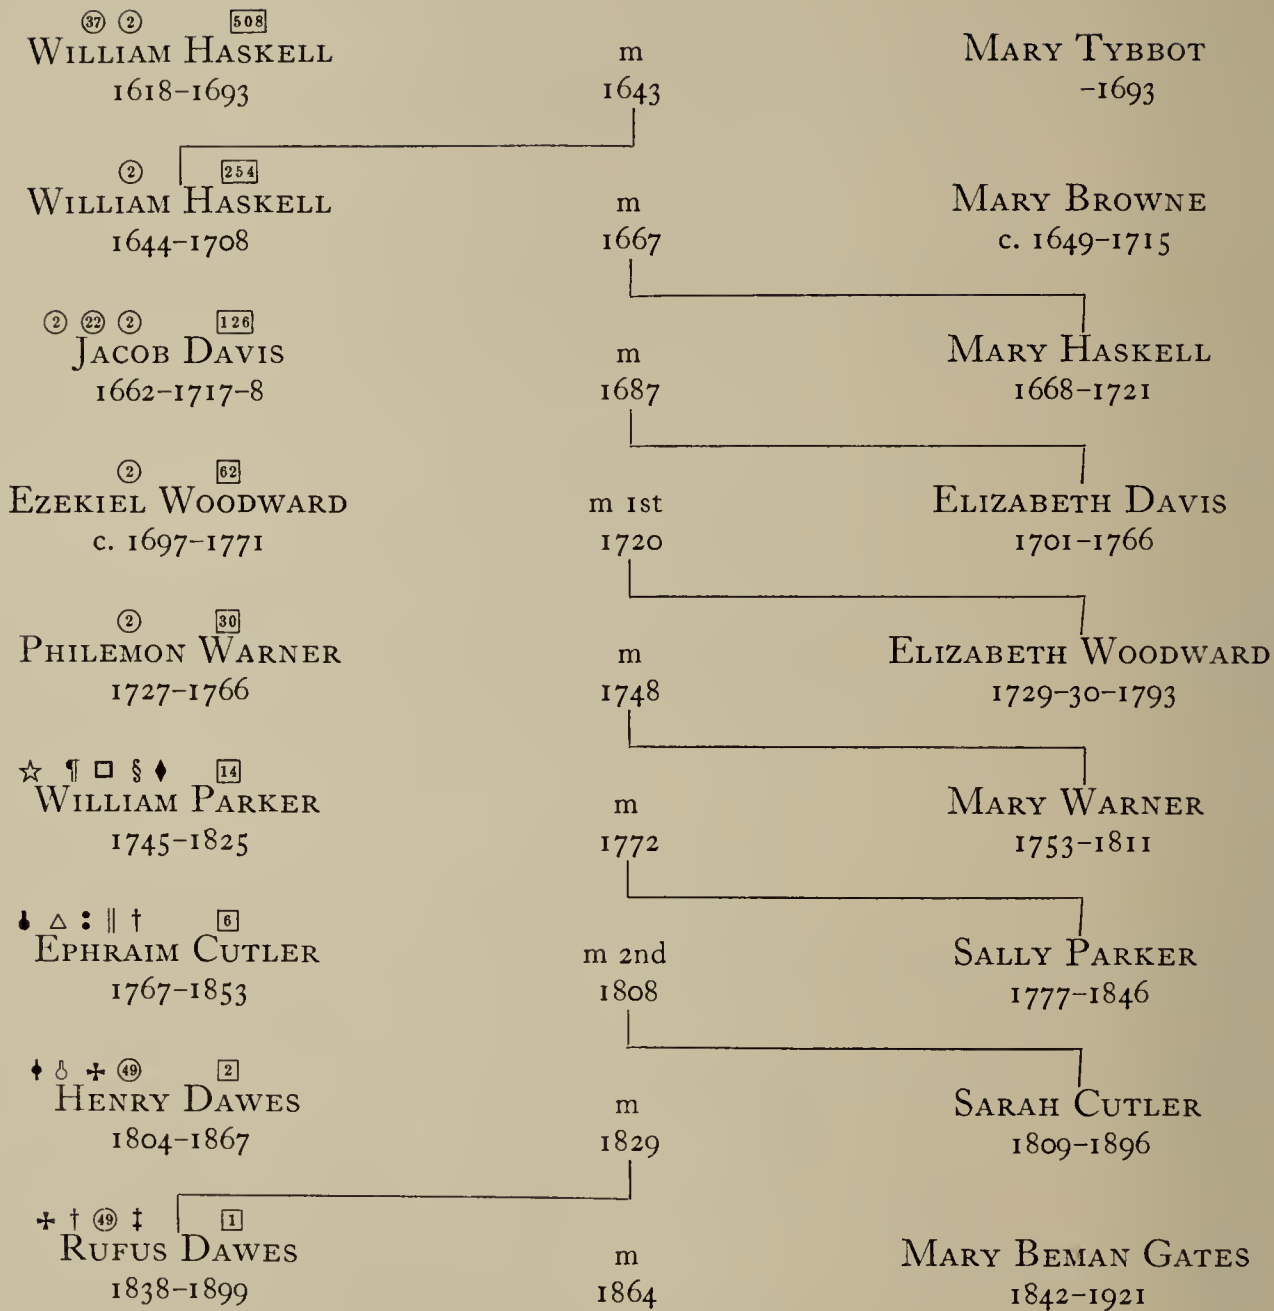 37 2 508
William Haskell m Mary Tybbot
1618–1693 1643 –1693
2 254
William Haskell m Mary Browne
1644–1708 1667 c. 1649–1715
2 22 2 126
Jacob Davis m Mary Haskell
1662–1717–8 1687 1668–1721
2 62
Ezekiel Woodward m 1st Elizabeth Davis
c. 1697–1771 1720 1701–1766
2 30
Philemon Warner m Elizabeth Woodward
1727–1766 1748 1729–30–1793
☆ ¶ □ § ♦ 14
William Parker m Mary Warner
1745–1825 1772 1753–1811
△ : ‖ † 6
Ephraim Cutler m 2nd Sally Parker
1767–1853 1808 1777–1846
✢ 49 2
Henry Dawes m Sarah Cutler
1804–1867 1829 1809–1896
✢ † 49 ‡ 1
Rufus Dawes m Mary Beman Gates
1838–1899 1864 1842–1921